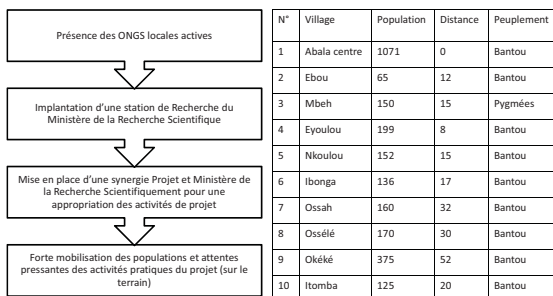 Présence des ONGS locales actives
Implantation d'une station de Recherche du
Ministère de la Recherche Scientifique
Mise en place d'une synergie Projet et Ministère de
la Recherche Scientifiquement pour une
appropriation des activités de projet
Forte mobilisation des populations et attentes
pressantes des activités pratiques du projet (sur le
terrain)
N° Village Population Distance Peuplement
1 Abala centre 1071 0 Bantou
2 Ebou 65 12 Bantou
3 Mbeh 150 15 Pygmées
4 Eyoulou 199 8 Bantou
5 Nkoulou 152 15 Bantou
6 Ibonga 136 17 Bantou
7 Ossah 160 32 Bantou
8 Ossélé 170 30 Bantou
9 Okéké 375 52 Bantou
10 Itomba 125 20 Bantou